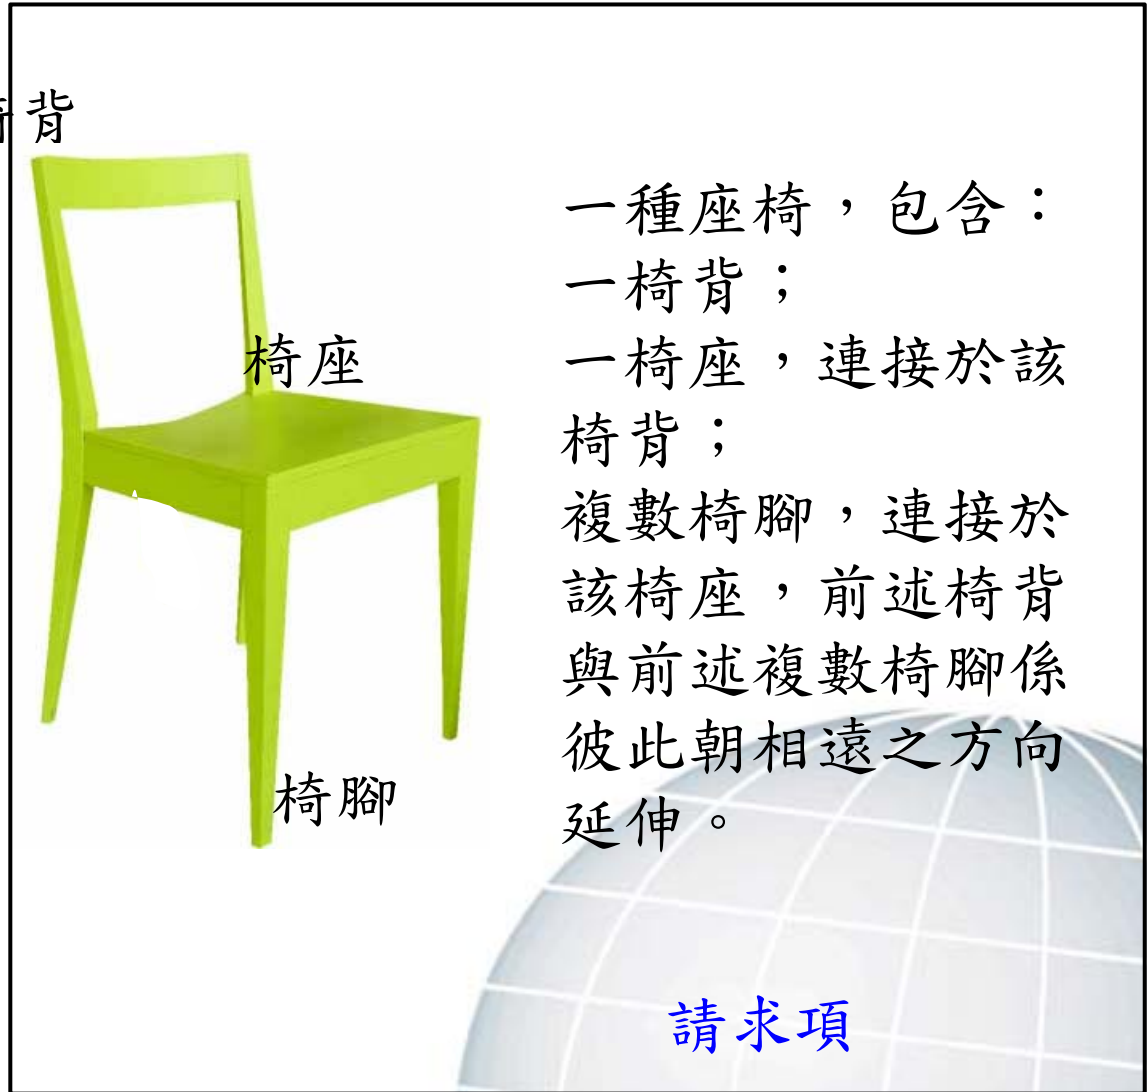 背
椅座
椅腳
一種座椅，包含：
一椅背；
一椅座，連接於該
椅背；
複數椅腳，連接於
該椅座，前述椅背
與前述複數椅腳係
彼此朝相遠之方向
延伸。
請求項